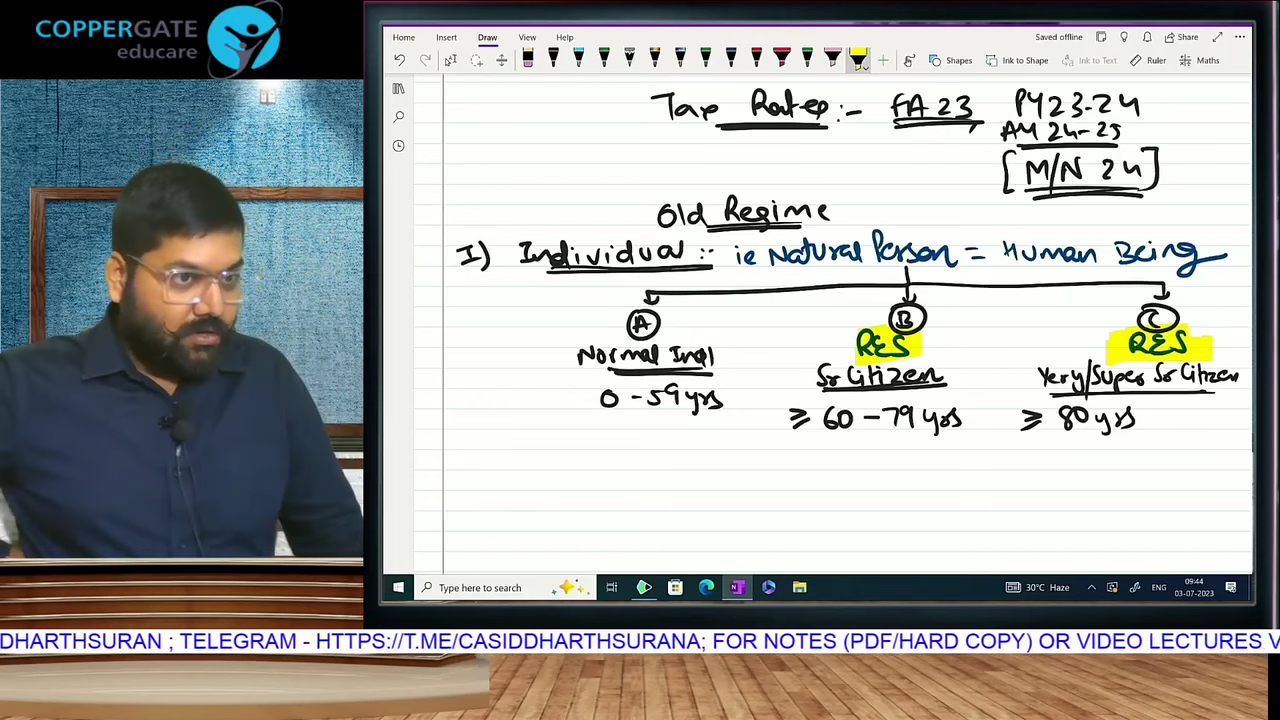 COPPERGATE
educare
Home Insert Draw View Help
Saved offline
Share
Shapes
Ink to Shape
Ink to Text
Ruler
Maths
Tax Rates :- FA 23 PY 23-24
AY 24-25
[M/N 24]
Old Regime
I) Individual :- ie Natural Person = Human Being
A B C
RES RES
Normal Indl Sr Citizen Very/Super Sr Citizen
0 - 59 yrs ≥ 60 - 79 yrs ≥ 80 yrs
Type here to search
30°C Haze
ENG
09:44
03-07-2023
DHARTHSURAN ; TELEGRAM - HTTPS://T.ME/CASIDDHARTHSURANA; FOR NOTES (PDF/HARD COPY) OR VIDEO LECTURES V